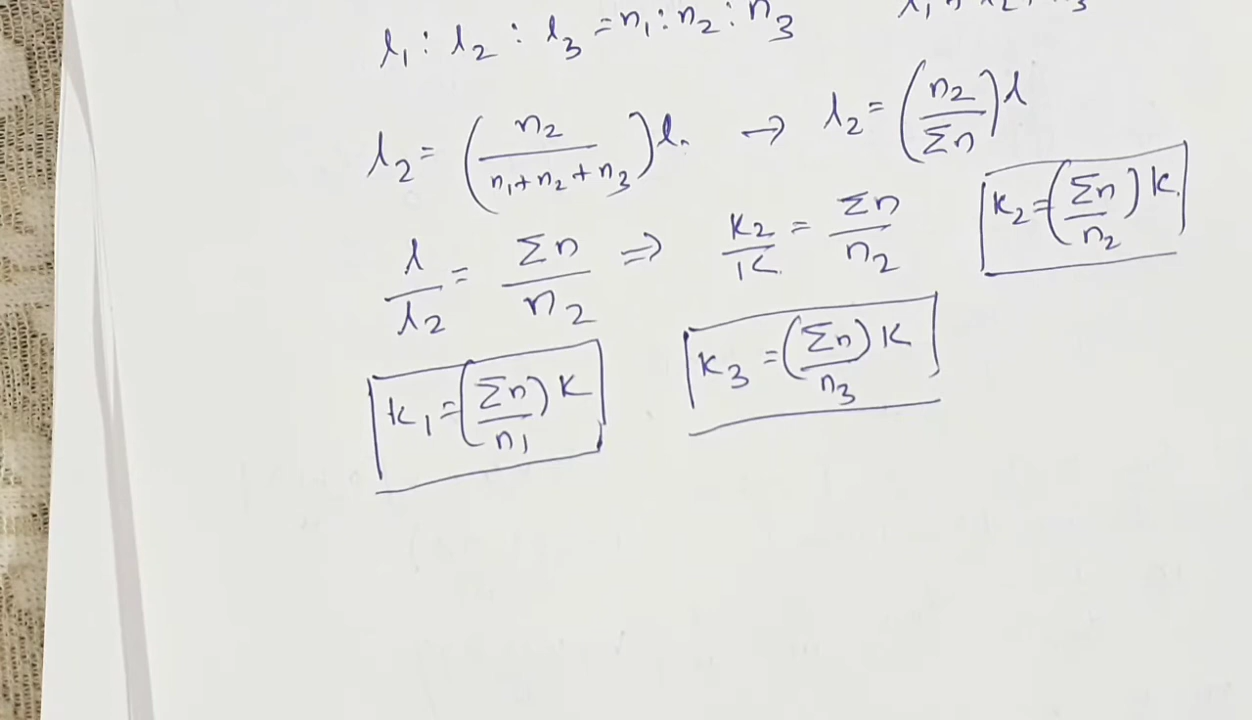 l₁ : l₂ : l₃ = n₁ : n₂ : n₃
l₂ = (n₂ / (n₁ + n₂ + n₃)) l. → l₂ = (n₂ / Σn) l
l / l₂ = Σn / n₂ ⇒ K₂ / K = Σn / n₂ K₂ = (Σn / n₂) K.
K₁ = (Σn / n₁) K K₃ = (Σn / n₃) K